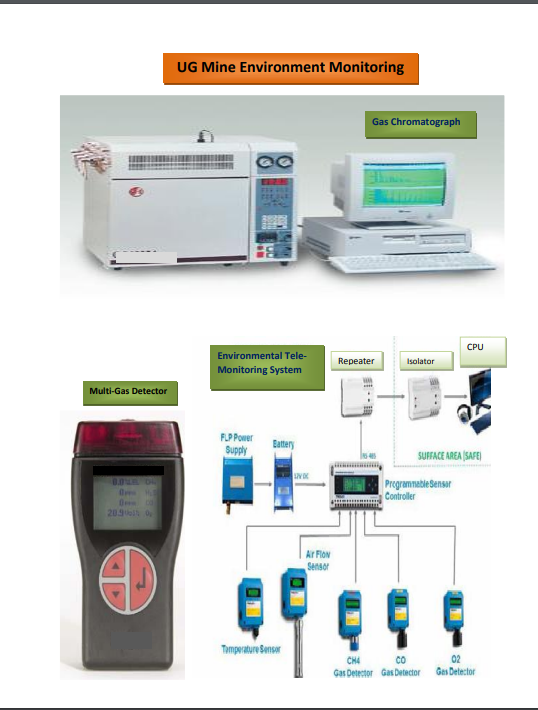 UG Mine Environment Monitoring
Gas Chromatograph
Environmental Tele-
Monitoring System
Repeater
Isolator
CPU
Multi-Gas Detector
FLP Power
Supply
Battery
12V DC
RS 485
SURFACE AREA (SAFE)
Programmable Sensor
Controller
Air Flow
Sensor
Temperature Sensor
CH4
Gas Detector
CO
Gas Detector
O2
Gas Detector